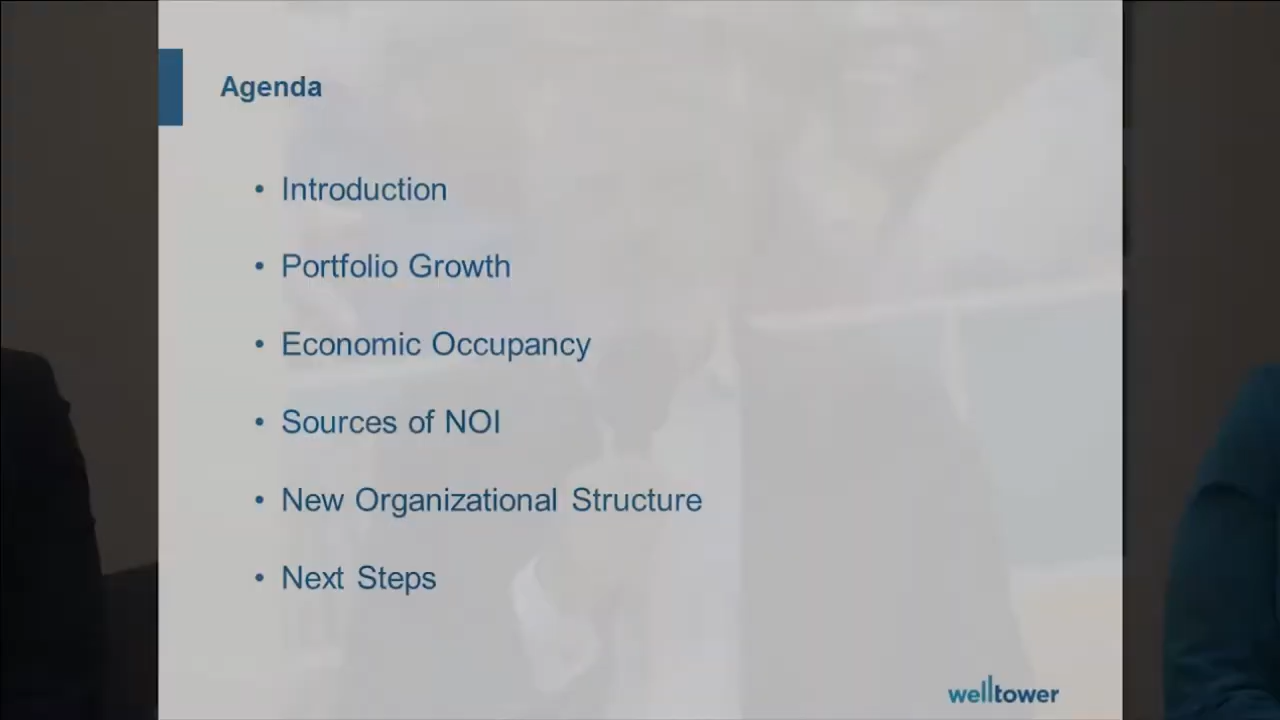 Agenda
• Introduction
• Portfolio Growth
• Economic Occupancy
• Sources of NOI
• New Organizational Structure
• Next Steps
welltower